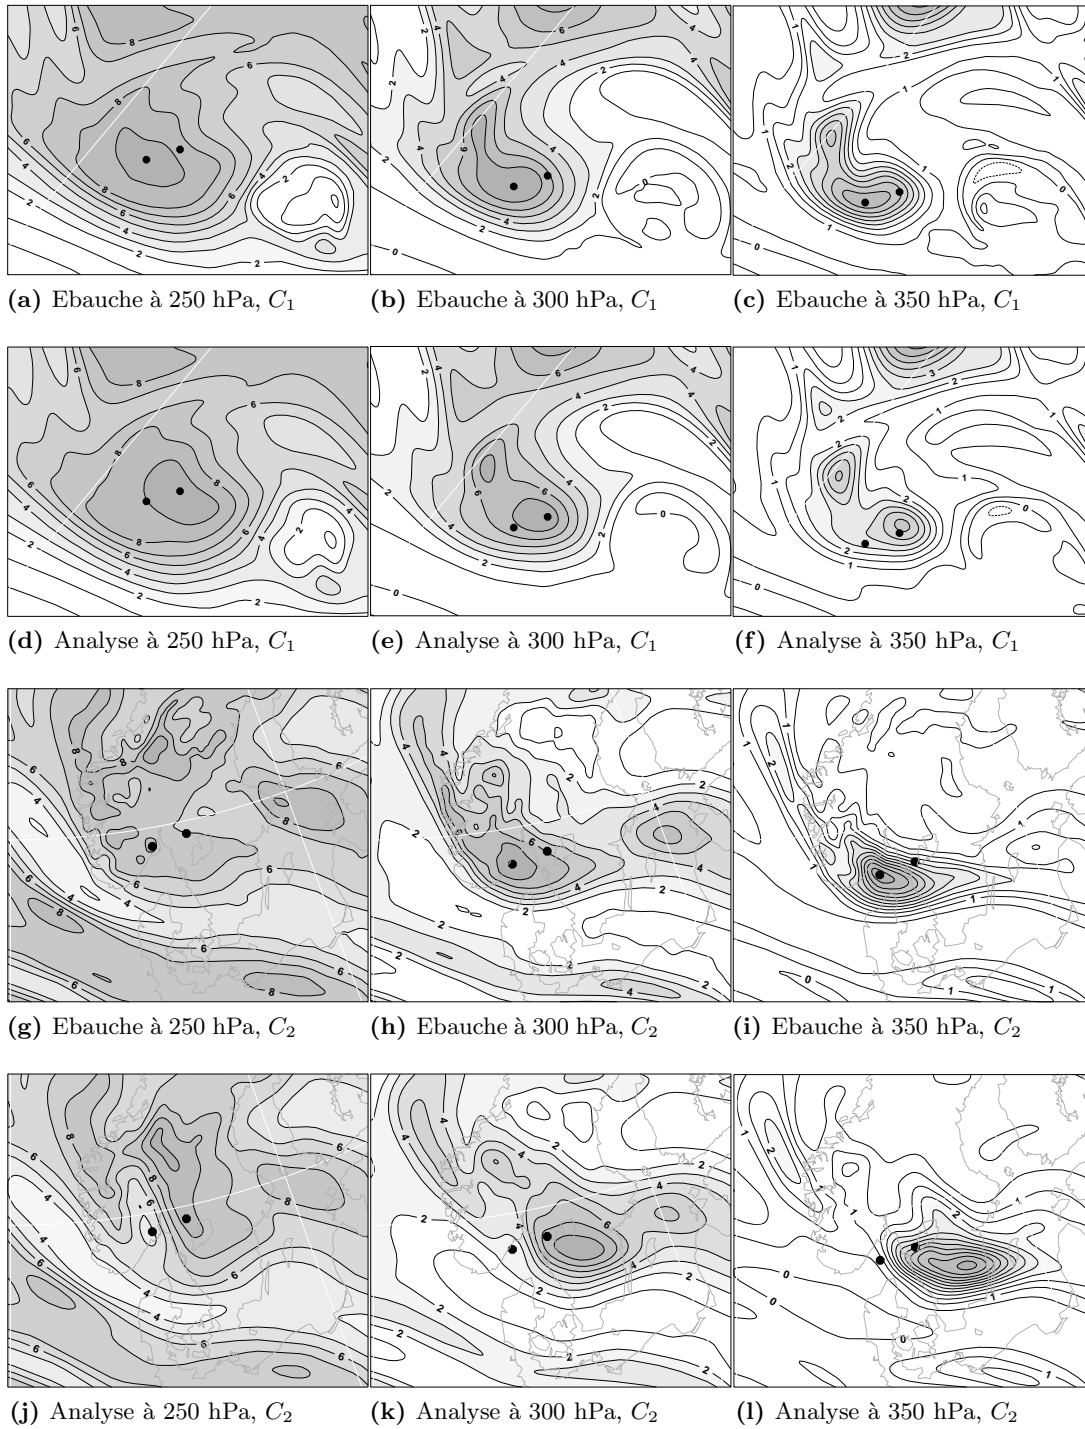 (a) Ebauche à 250 hPa, C1
(b) Ebauche à 300 hPa, C1
(c) Ebauche à 350 hPa, C1
(d) Analyse à 250 hPa, C1
(e) Analyse à 300 hPa, C1
(f) Analyse à 350 hPa, C1
(g) Ebauche à 250 hPa, C2
(h) Ebauche à 300 hPa, C2
(i) Ebauche à 350 hPa, C2
(j) Analyse à 250 hPa, C2
(k) Analyse à 300 hPa, C2
(l) Analyse à 350 hPa, C2